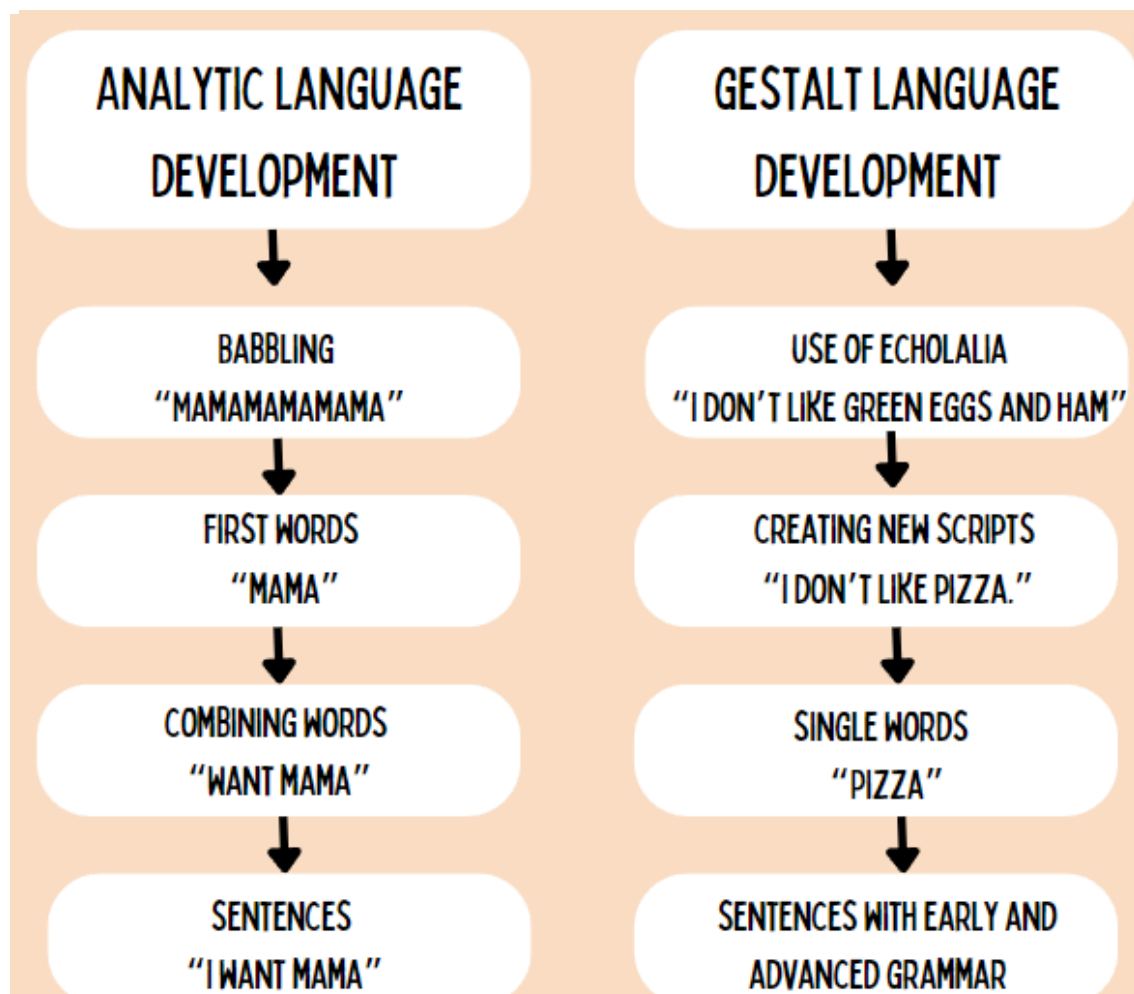 ANALYTIC LANGUAGE
DEVELOPMENT
BABBLING
"MAMAMAMAMAMA"
FIRST WORDS
"MAMA"
COMBINING WORDS
"WANT MAMA"
SENTENCES
"I WANT MAMA"
GESTALT LANGUAGE
DEVELOPMENT
USE OF ECHOLALIA
"I DON'T LIKE GREEN EGGS AND HAM"
CREATING NEW SCRIPTS
"I DON'T LIKE PIZZA."
SINGLE WORDS
"PIZZA"
SENTENCES WITH EARLY AND
ADVANCED GRAMMAR